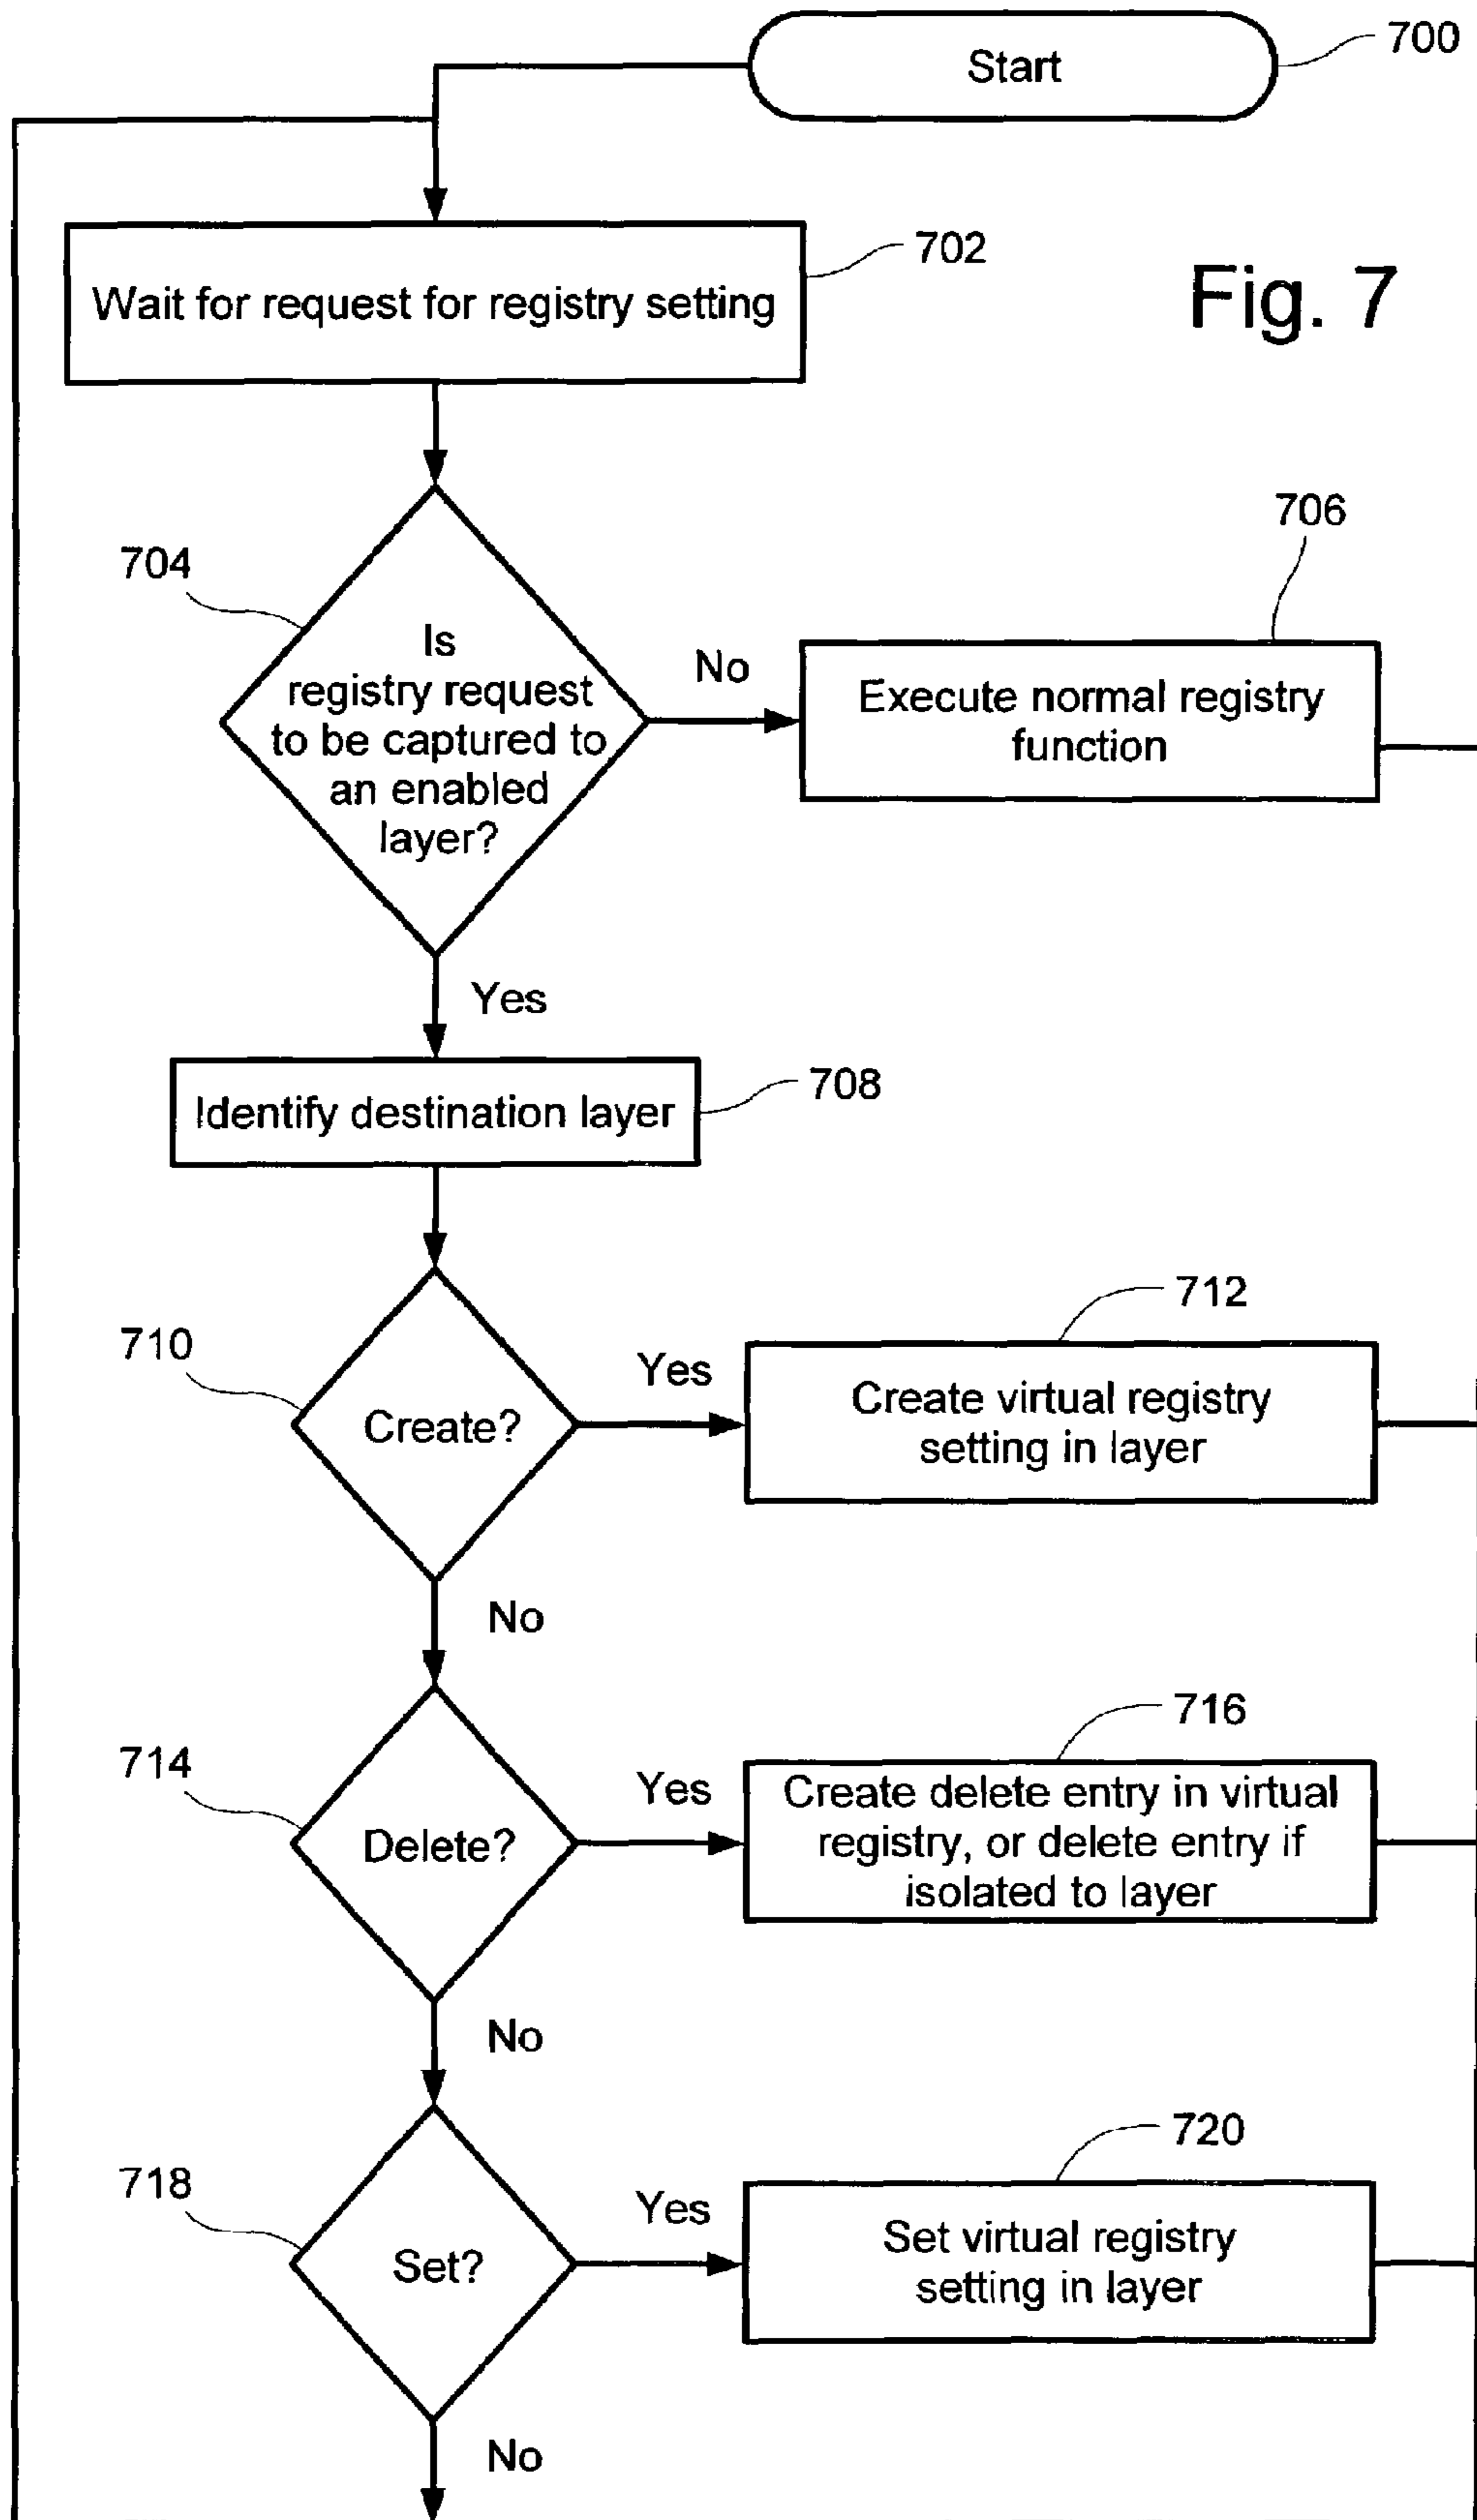 Start
700
Wait for request for registry setting
702
Fig. 7
704
Is
registry request
to be captured to
an enabled
layer?
No
706
Execute normal registry
function
Yes
Identify destination layer
708
710
Create?
Yes
712
Create virtual registry
setting in layer
No
714
Delete?
Yes
716
Create delete entry in virtual
registry, or delete entry if
isolated to layer
No
718
Set?
Yes
720
Set virtual registry
setting in layer
No